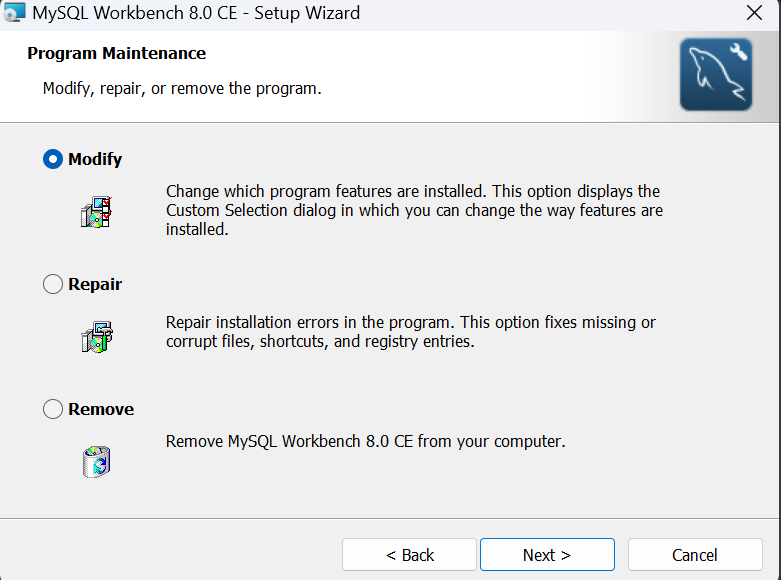 MySQL Workbench 8.0 CE - Setup Wizard
Program Maintenance
Modify, repair, or remove the program.
Modify
Change which program features are installed. This option displays the
Custom Selection dialog in which you can change the way features are
installed.
Repair
Repair installation errors in the program. This option fixes missing or
corrupt files, shortcuts, and registry entries.
Remove
Remove MySQL Workbench 8.0 CE from your computer.
< Back
Next >
Cancel